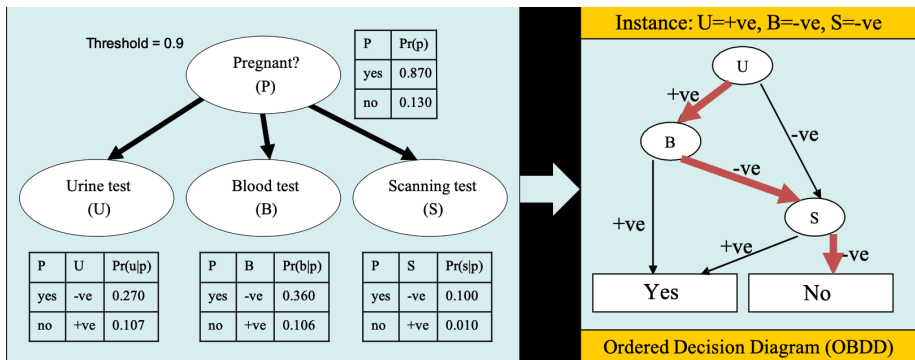 Threshold = 0.9
Pregnant?
(P)
P Pr(p)
yes 0.870
no 0.130
Urine test
(U)
Blood test
(B)
Scanning test
(S)
P U Pr(u|p)
yes -ve 0.270
no +ve 0.107
P B Pr(b|p)
yes -ve 0.360
no +ve 0.106
P S Pr(s|p)
yes -ve 0.100
no +ve 0.010
Instance: U=+ve, B=-ve, S=-ve
U
+ve
-ve
B
-ve
S
+ve
+ve
-ve
Yes
No
Ordered Decision Diagram (OBDD)